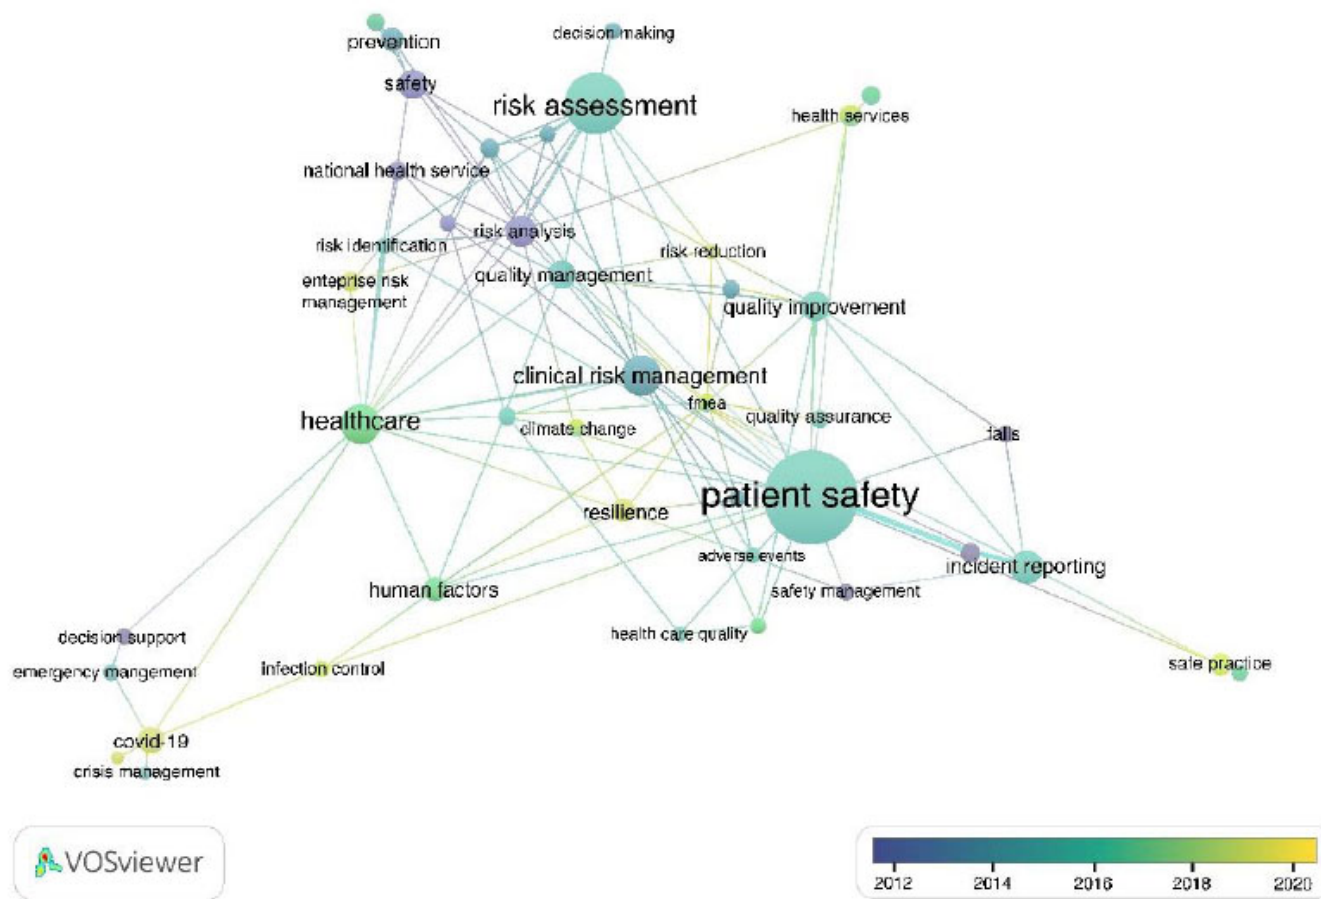 decision making
prevention
safety
risk assessment
health services
national health service
risk analysis
risk identification
risk reduction
enteprise risk
management
quality management
quality improvement
clinical risk management
fmea
healthcare
climate change
quality assurance
falls
patient safety
resilience
adverse events
incident reporting
human factors
safety management
decision support
health care quality
emergency mangement
infection control
safe practice
covid-19
crisis management
VOSviewer
2012
2014
2016
2018
2020